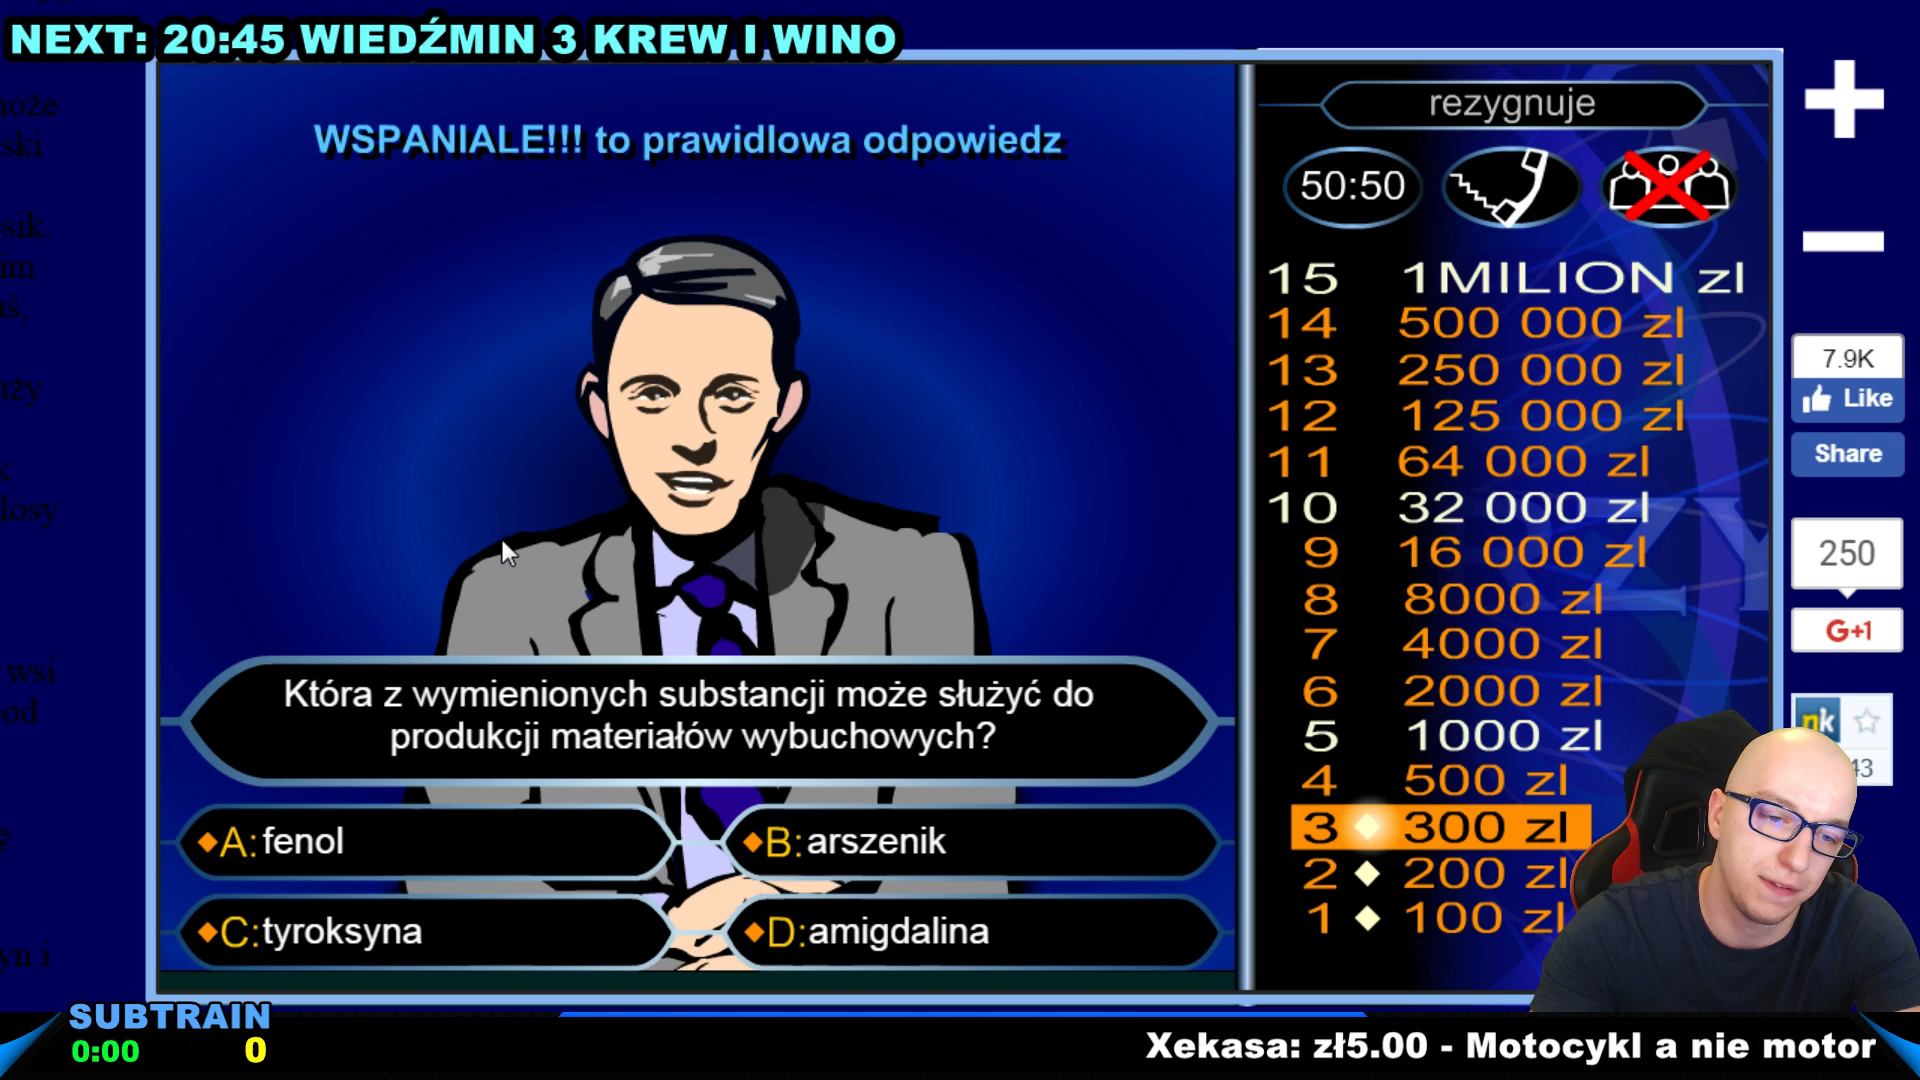 NEXT: 20:45 WIEDŹMIN 3 KREW I WINO
WSPANIALE!!! to prawidlowa odpowiedz
rezygnuje
50:50
15 1MILION zl
14 500 000 zl
13 250 000 zl
12 125 000 zl
11 64 000 zl
10 32 000 zl
9 16 000 zl
8 8000 zl
7 4000 zl
6 2000 zl
5 1000 zl
4 500 zl
3 300 zl
2 200 zl
1 100 zl
Która z wymienionych substancji może służyć do
produkcji materiałów wybuchowych?
A: fenol
B: arszenik
C: tyroksyna
D: amigdalina
7.9K
Like
Share
250
G+1
nk
43
ski
wsi
SUBTRAIN
0:00 0
Xekasa: zł5.00 - Motocykl a nie motor